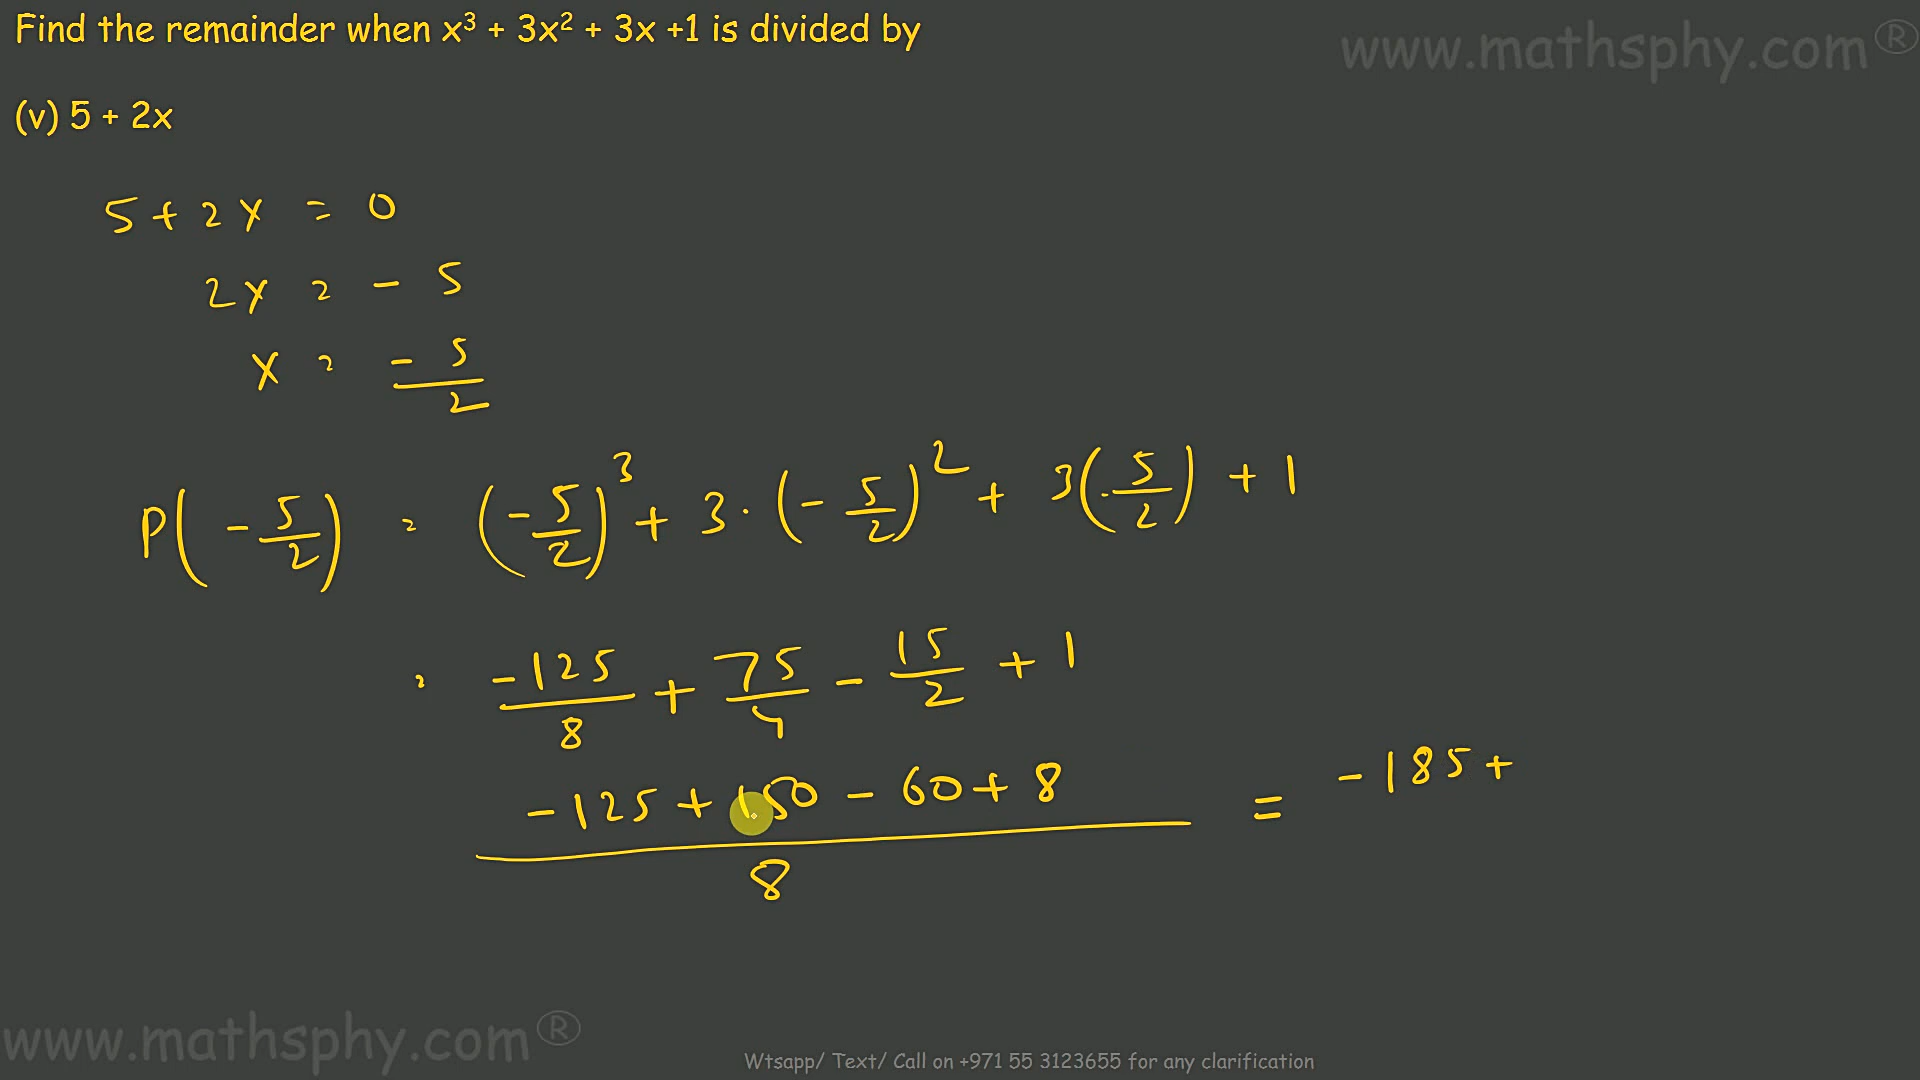 Find the remainder when x³ + 3x² + 3x +1 is divided by
www.mathsphy.com®
(v) 5 + 2x
5 + 2x = 0
2x = - 5
x = -5/2
P(-5/2) = (-5/2)³ + 3·(-5/2)² + 3(-5/2) + 1
= -125/8 + 75/4 - 15/2 + 1
(-125 + 150 - 60 + 8)/8 = -185 +
www.mathsphy.com®
Wtsapp/ Text/ Call on +971 55 3123655 for any clarification